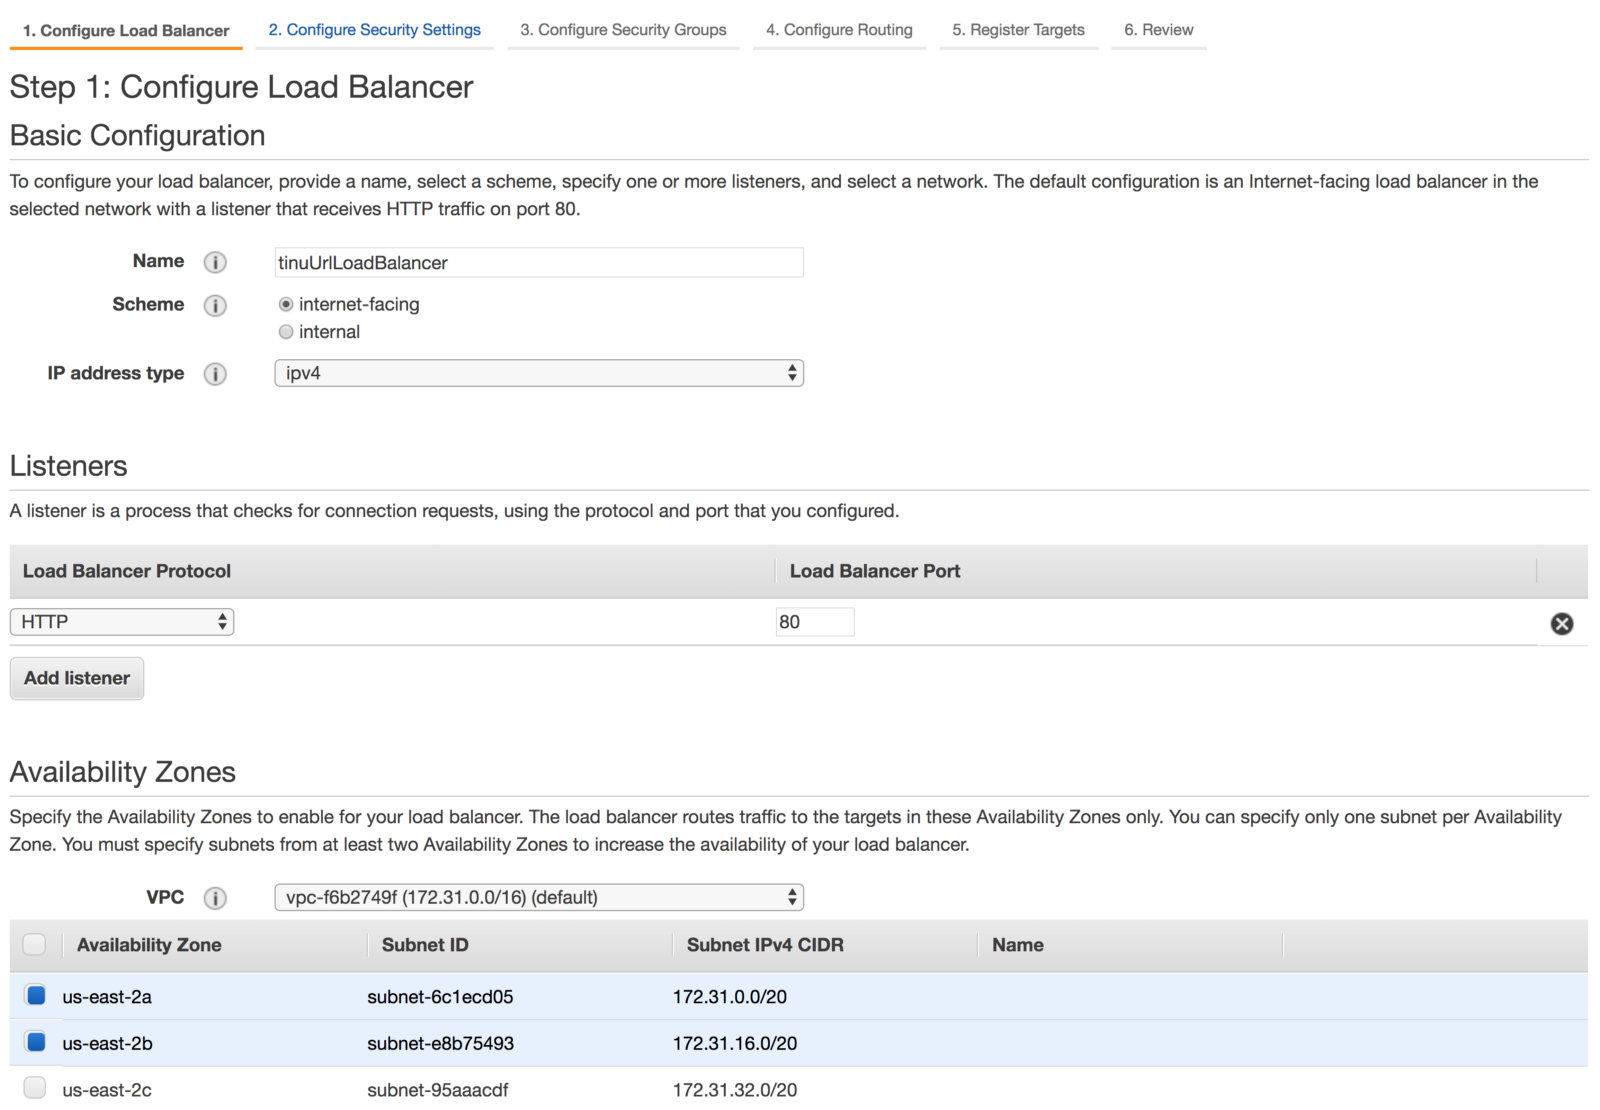 1. Configure Load Balancer 2. Configure Security Settings 3. Configure Security Groups 4. Configure Routing 5. Register Targets 6. Review
Step 1: Configure Load Balancer
Basic Configuration
To configure your load balancer, provide a name, select a scheme, specify one or more listeners, and select a network. The default configuration is an Internet-facing load balancer in the
selected network with a listener that receives HTTP traffic on port 80.
Name i tinuUrlLoadBalancer
Scheme i internet-facing
internal
IP address type i ipv4
Listeners
A listener is a process that checks for connection requests, using the protocol and port that you configured.
Load Balancer Protocol Load Balancer Port
HTTP 80
Add listener
Availability Zones
Specify the Availability Zones to enable for your load balancer. The load balancer routes traffic to the targets in these Availability Zones only. You can specify only one subnet per Availability
Zone. You must specify subnets from at least two Availability Zones to increase the availability of your load balancer.
VPC i vpc-f6b2749f (172.31.0.0/16) (default)
Availability Zone Subnet ID Subnet IPv4 CIDR Name
us-east-2a subnet-6c1ecd05 172.31.0.0/20
us-east-2b subnet-e8b75493 172.31.16.0/20
us-east-2c subnet-95aaacdf 172.31.32.0/20